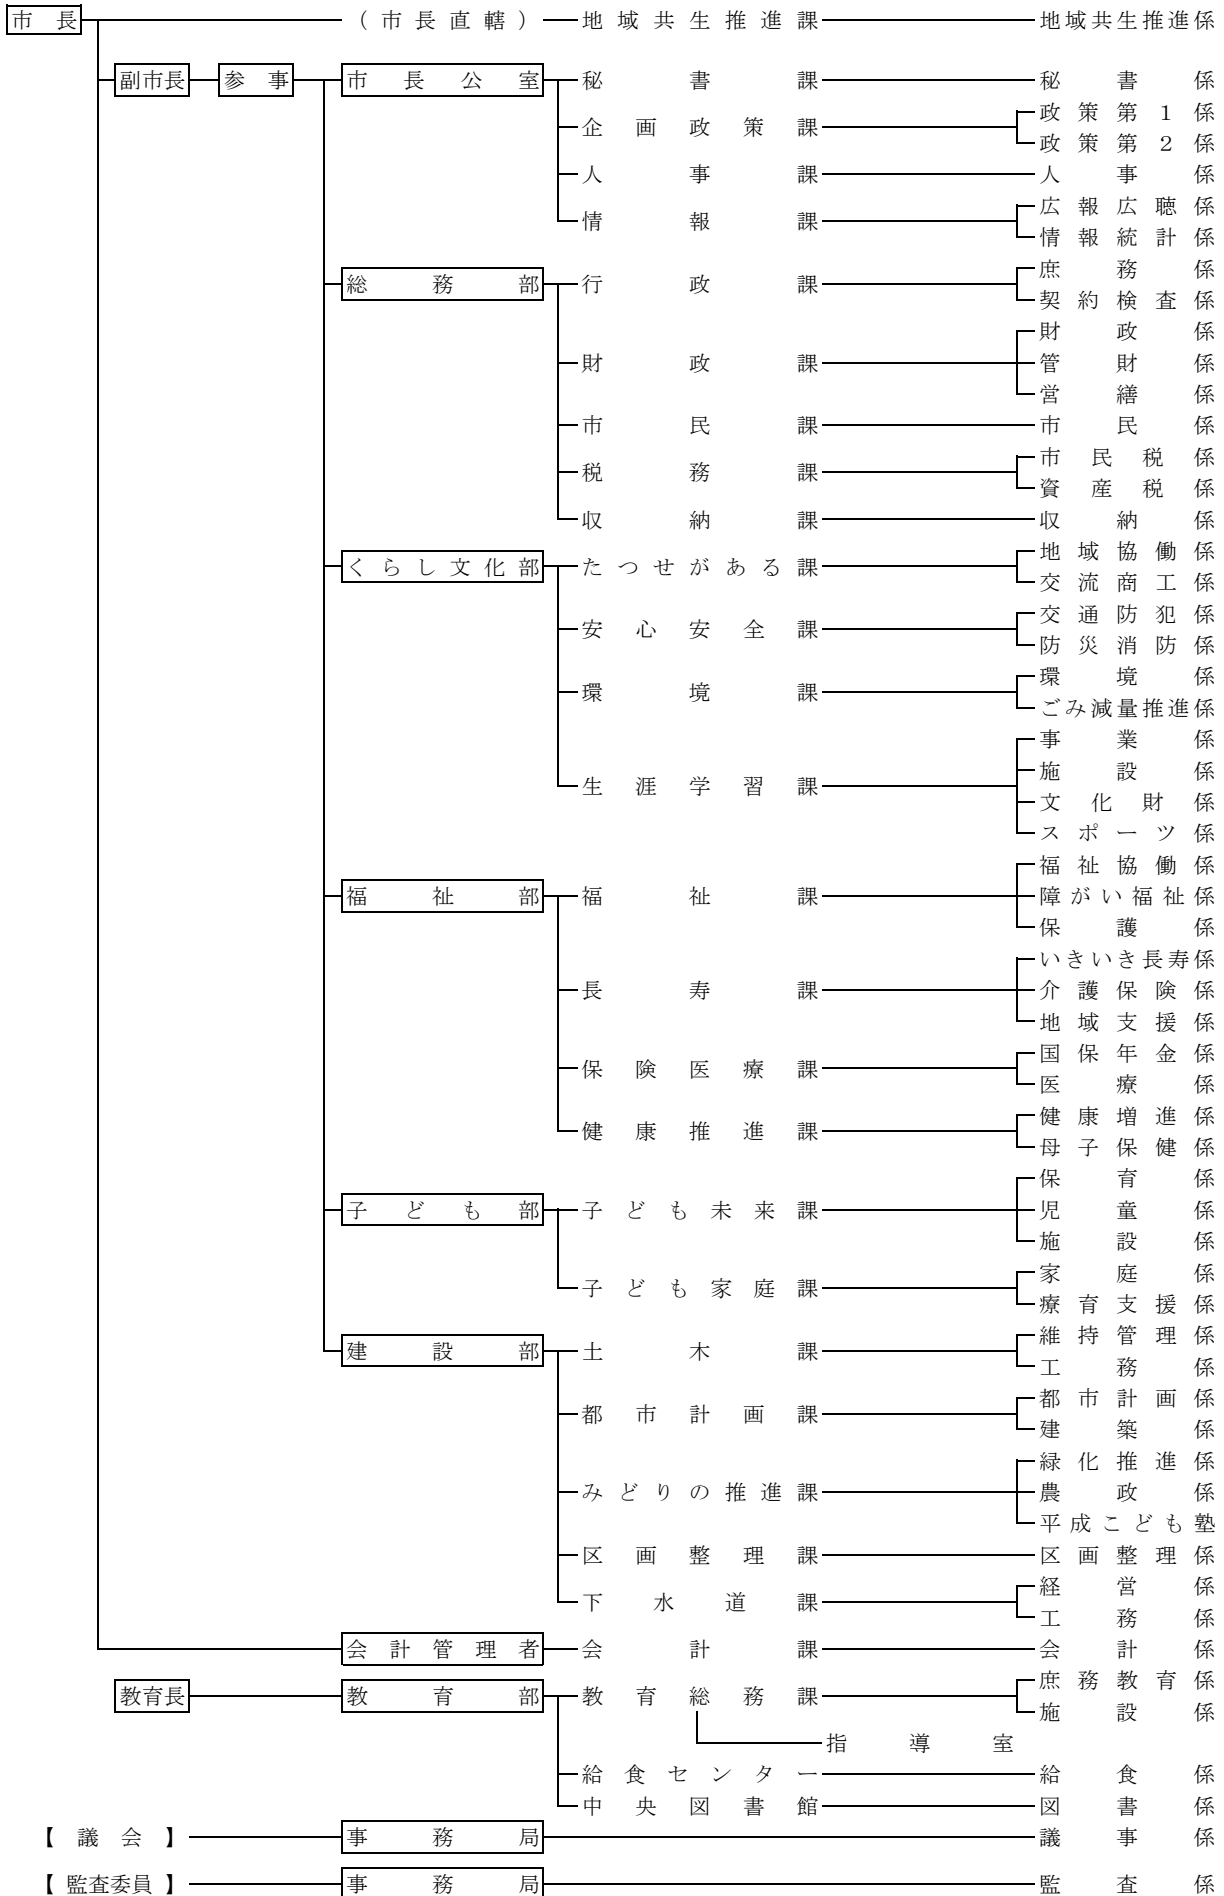 市長 (市長直轄) 地域共生推進課 地域共生推進係
副市長 参事 市長公室 秘書課 秘書係
政策第1係
企画政策課
政策第2係
人事課 人事係
広報広聴係
情報課
情報統計係
庶務係
総務部 行政課
契約検査係
財政係
財政課 管財係
営繕係
市民課 市民係
市民税係
税務課
資産税係
収納課 収納係
地域協働係
くらし文化部 たつせがある課
交流商工係
交通防犯係
安心安全課
防災消防係
環境係
環境課
ごみ減量推進係
事業係
施設係
生涯学習課
文化財係
スポーツ係
福祉協働係
福祉部 福祉課 障がい福祉係
保護係
いきいき長寿係
長寿課 介護保険係
地域支援係
国保年金係
保険医療課
医療係
健康増進係
健康推進課
母子保健係
保育係
子ども部 子ども未来課 児童係
施設係
家庭係
子ども家庭課
療育支援係
維持管理係
建設部 土木課
工務係
都市計画係
都市計画課
建築係
緑化推進係
みどりの推進課 農政係
平成こども塾
区画整理課 区画整理係
経営係
下水道課
工務係
会計管理者 会計課 会計係
庶務教育係
教育長 教育部 教育総務課
施設係
指導室
給食センター 給食係
中央図書館 図書係
【議会】 事務局 議事係
【監査委員】 事務局 監査係